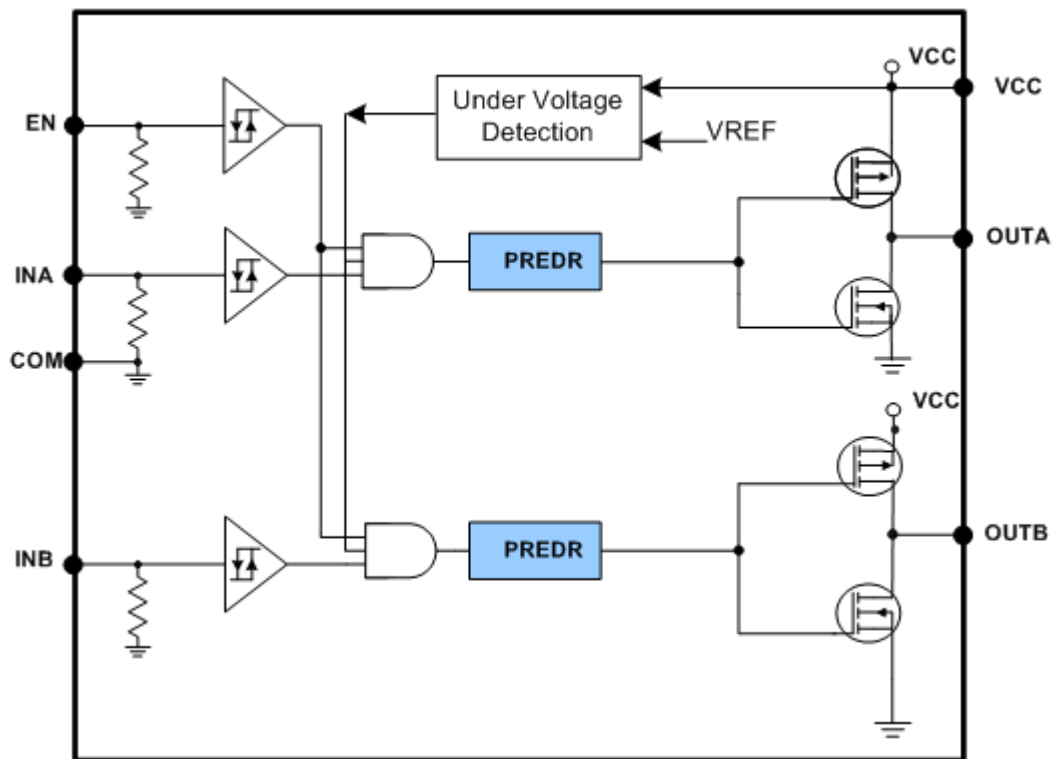 VCC
VCC
EN
Under Voltage
Detection
VREF
OUTA
INA
PREDR
COM
VCC
OUTB
INB
PREDR